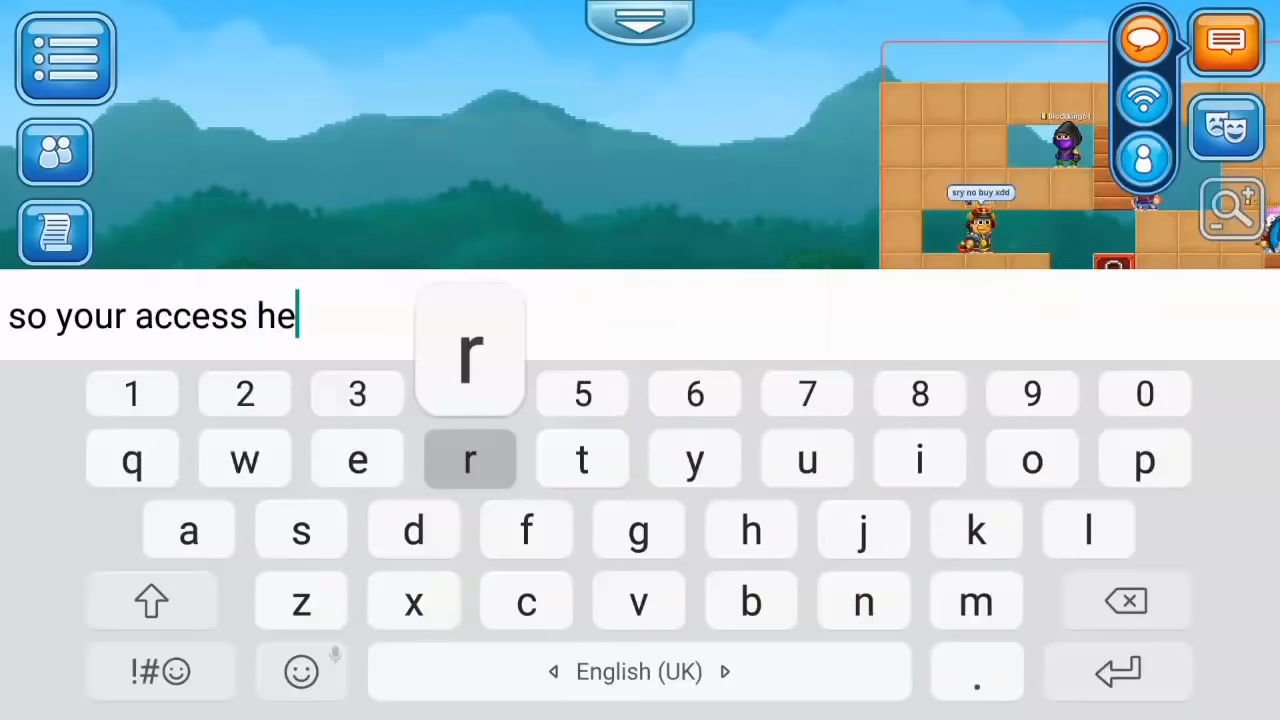 Blockking61
sry no buy xdd
so your access he
r
1 2 3 5 6 7 8 9 0
q w e r t y u i o p
a s d f g h j k l
z x c v b n m
!#☺ English (UK) .